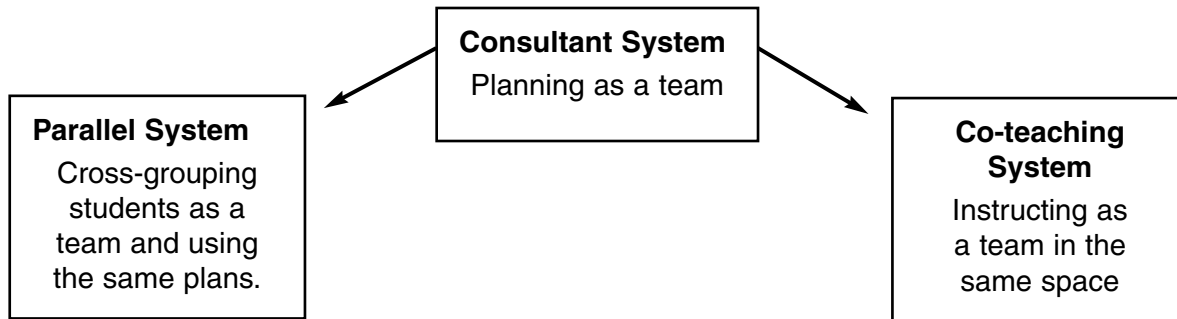 Consultant System
Planning as a team
Parallel System
Cross-grouping
students as a
team and using
the same plans.
Co-teaching
System
Instructing as
a team in the
same space